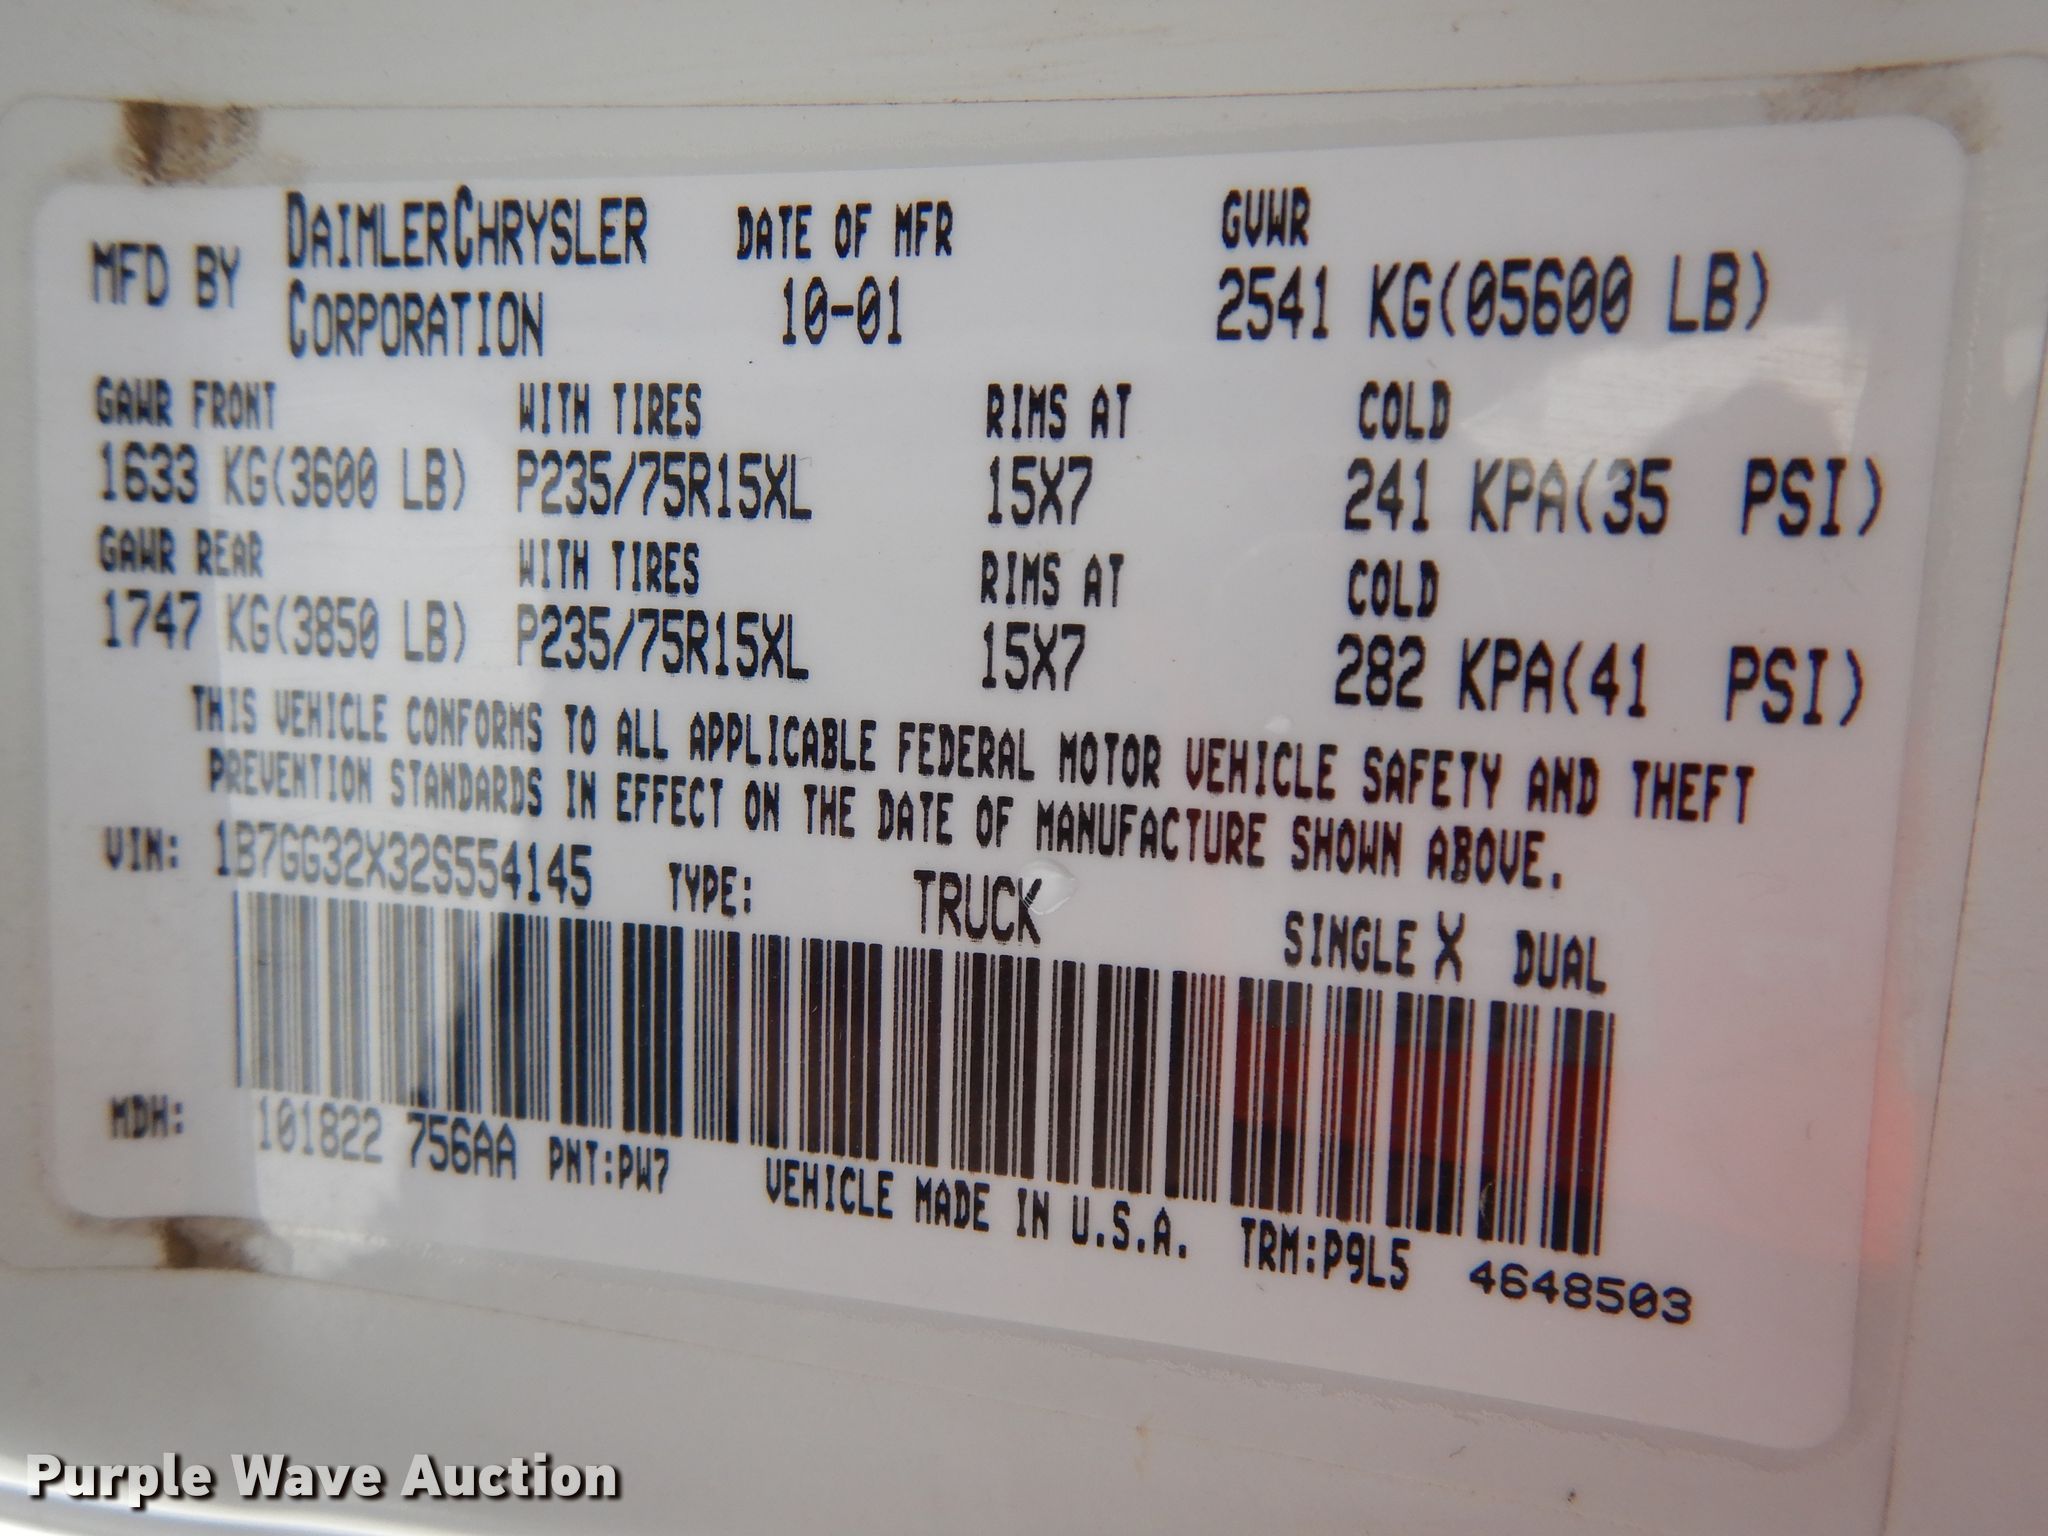 MFD BY DAIMLERCHRYSLER CORPORATION DATE OF MFR 10-01 GVWR 2541 KG(05600 LB)
GAWR FRONT WITH TIRES RIMS AT COLD
1633 KG(3600 LB) P235/75R15XL 15X7 241 KPA(35 PSI)
GAWR REAR WITH TIRES RIMS AT COLD
1747 KG(3850 LB) P235/75R15XL 15X7 282 KPA(41 PSI)
THIS VEHICLE CONFORMS TO ALL APPLICABLE FEDERAL MOTOR VEHICLE SAFETY AND THEFT
PREVENTION STANDARDS IN EFFECT ON THE DATE OF MANUFACTURE SHOWN ABOVE.
VIN: 1B7GG32X32S554145 TYPE: TRUCK SINGLE X DUAL
MDH: 101822 756AA PNT:PW7 VEHICLE MADE IN U.S.A. TRM:P9L5 4648503
Purple Wave Auction